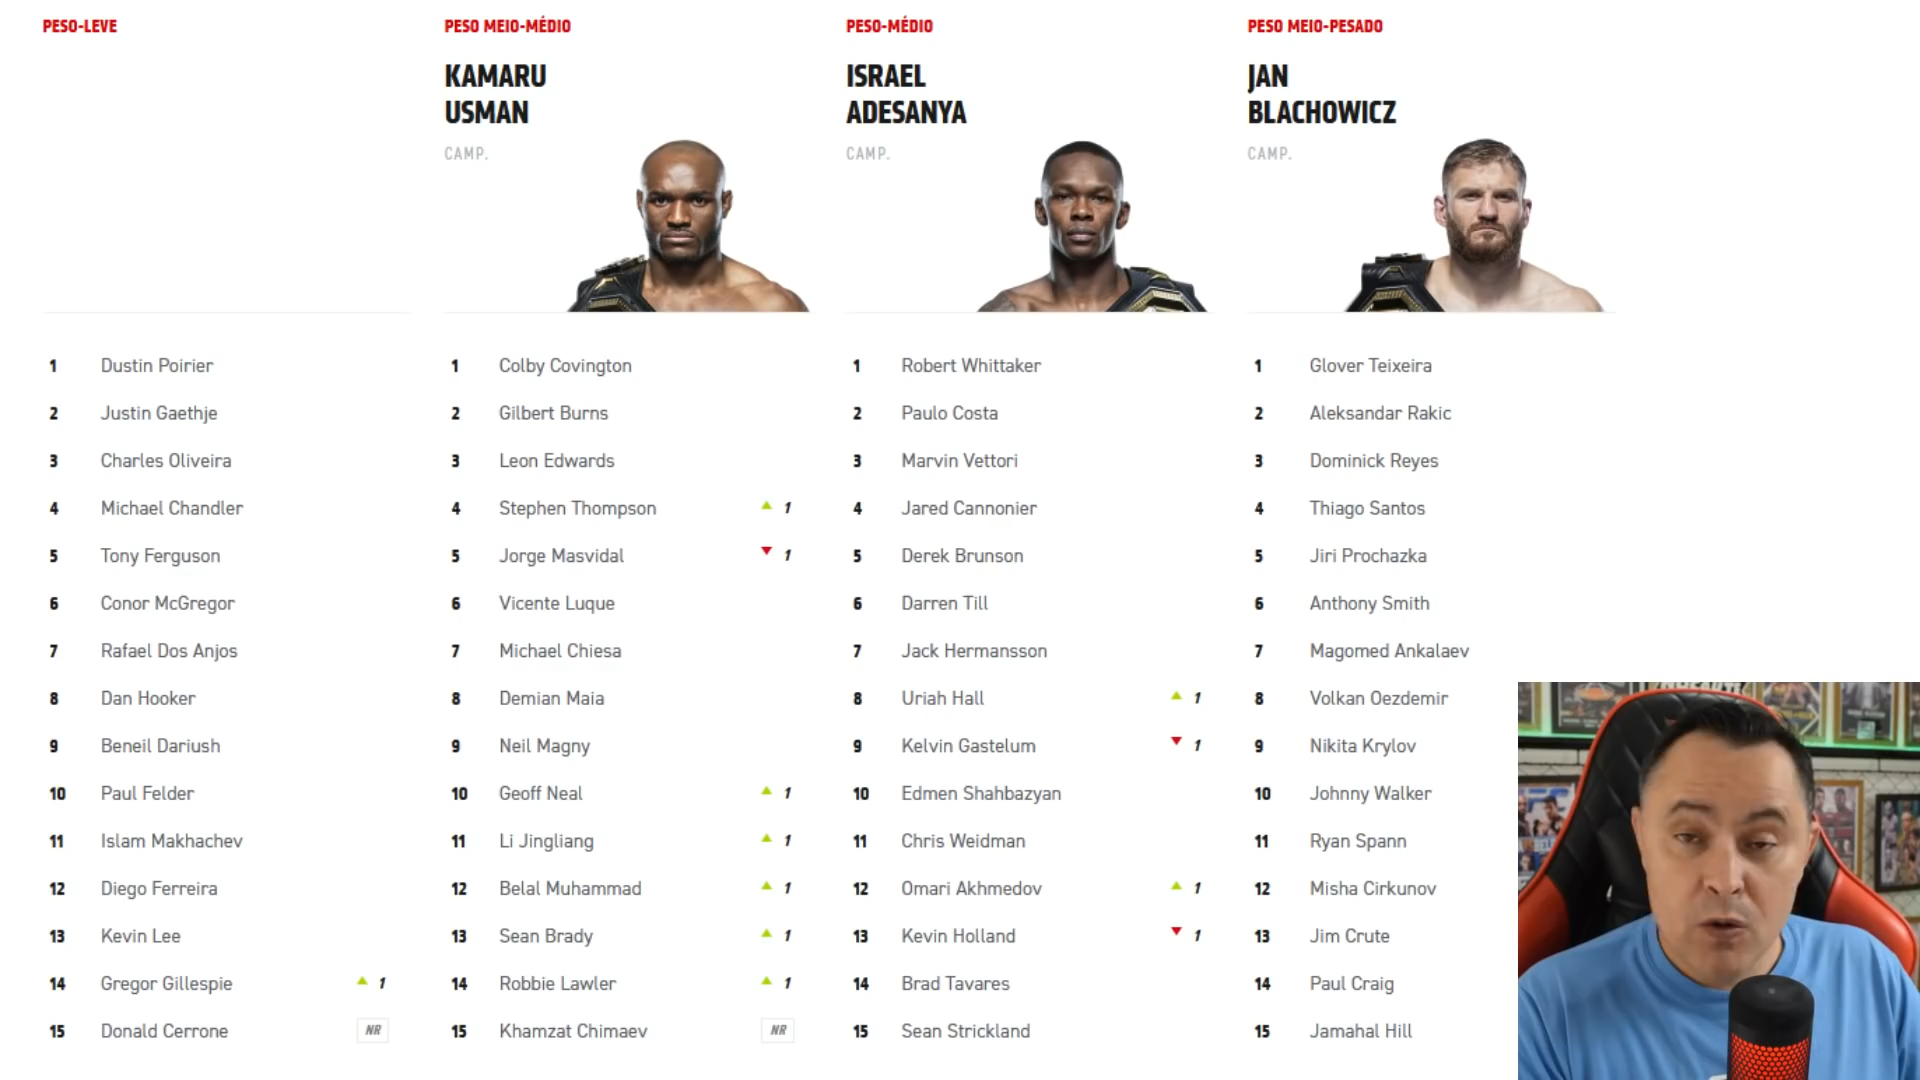 PESO-LEVE
1 Dustin Poirier
2 Justin Gaethje
3 Charles Oliveira
4 Michael Chandler
5 Tony Ferguson
6 Conor McGregor
7 Rafael Dos Anjos
8 Dan Hooker
9 Beneil Dariush
10 Paul Felder
11 Islam Makhachev
12 Diego Ferreira
13 Kevin Lee
14 Gregor Gillespie 1
15 Donald Cerrone NR
PESO MEIO-MÉDIO
KAMARU
USMAN
CAMP.
1 Colby Covington
2 Gilbert Burns
3 Leon Edwards
4 Stephen Thompson 1
5 Jorge Masvidal 1
6 Vicente Luque
7 Michael Chiesa
8 Demian Maia
9 Neil Magny
10 Geoff Neal 1
11 Li Jingliang 1
12 Belal Muhammad 1
13 Sean Brady 1
14 Robbie Lawler 1
15 Khamzat Chimaev NR
PESO-MÉDIO
ISRAEL
ADESANYA
CAMP.
1 Robert Whittaker
2 Paulo Costa
3 Marvin Vettori
4 Jared Cannonier
5 Derek Brunson
6 Darren Till
7 Jack Hermansson
8 Uriah Hall 1
9 Kelvin Gastelum 1
10 Edmen Shahbazyan
11 Chris Weidman
12 Omari Akhmedov 1
13 Kevin Holland 1
14 Brad Tavares
15 Sean Strickland
PESO MEIO-PESADO
JAN
BLACHOWICZ
CAMP.
1 Glover Teixeira
2 Aleksandar Rakic
3 Dominick Reyes
4 Thiago Santos
5 Jiri Prochazka
6 Anthony Smith
7 Magomed Ankalaev
8 Volkan Oezdemir
9 Nikita Krylov
10 Johnny Walker
11 Ryan Spann
12 Misha Cirkunov
13 Jim Crute
14 Paul Craig
15 Jamahal Hill